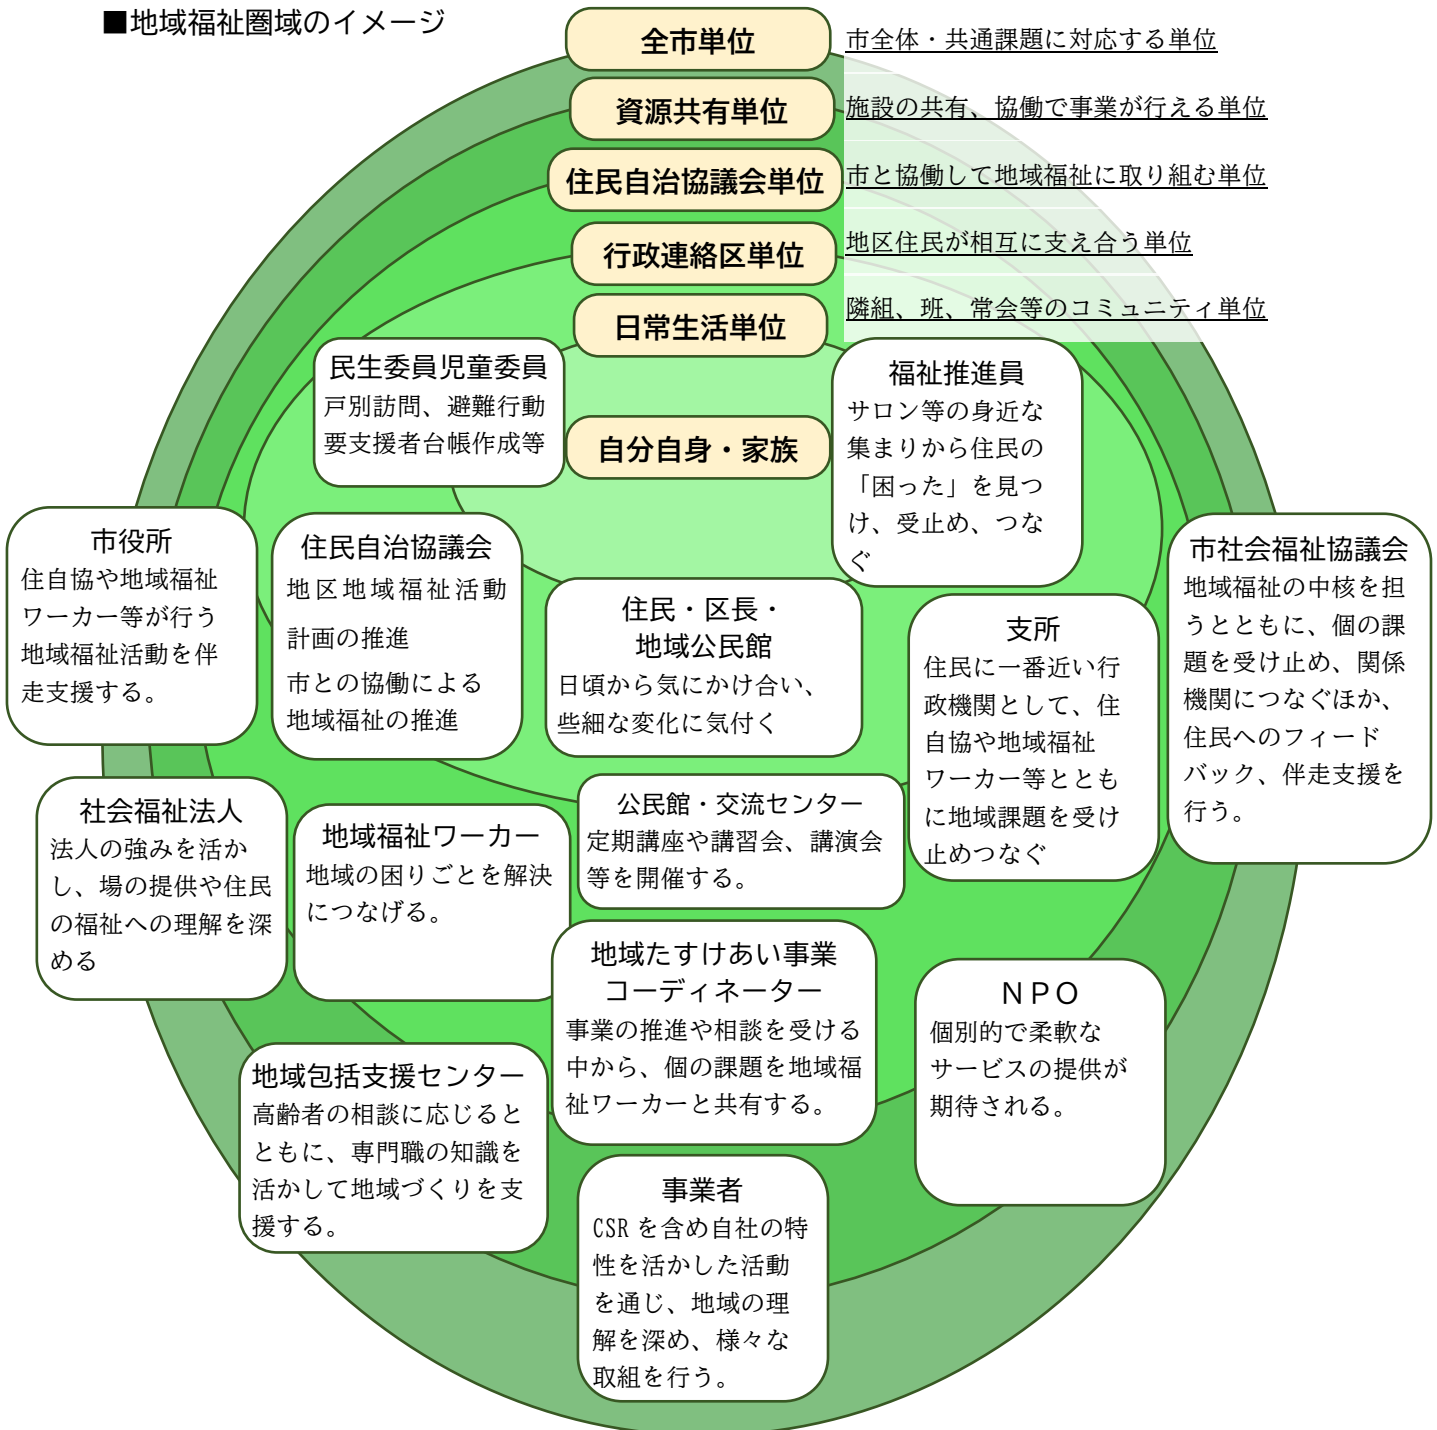 ■地域福祉圏域のイメージ
全市単位
市全体・共通課題に対応する単位
資源共有単位
施設の共有、協働で事業が行える単位
住民自治協議会単位
市と協働して地域福祉に取り組む単位
行政連絡区単位
地区住民が相互に支え合う単位
日常生活単位
隣組、班、常会等のコミュニティ単位
民生委員児童委員
戸別訪問、避難行動
要支援者台帳作成等
自分自身・家族
福祉推進員
サロン等の身近な
集まりから住民の
「困った」を見つ
け、受止め、つな
ぐ
市役所
住自協や地域福祉
ワーカー等が行う
地域福祉活動を伴
走支援する。
住民自治協議会
地区地域福祉活動
計画の推進
市との協働による
地域福祉の推進
住民・区長・
地域公民館
日頃から気にかけ合い、
些細な変化に気付く
支所
住民に一番近い行
政機関として、住
自協や地域福祉
ワーカー等ととも
に地域課題を受け
止めつなぐ
市社会福祉協議会
地域福祉の中核を担
うとともに、個の課
題を受け止め、関係
機関につなぐほか、
住民へのフィード
バック、伴走支援を
行う。
社会福祉法人
法人の強みを活か
し、場の提供や住民
の福祉への理解を深
める
地域福祉ワーカー
地域の困りごとを解決
につなげる。
公民館・交流センター
定期講座や講習会、講演会
等を開催する。
地域たすけあい事業
コーディネーター
事業の推進や相談を受ける
中から、個の課題を地域福
祉ワーカーと共有する。
ＮＰＯ
個別的で柔軟な
サービスの提供が
期待される。
地域包括支援センター
高齢者の相談に応じると
ともに、専門職の知識を
活かして地域づくりを支
援する。
事業者
CSRを含め自社の特
性を活かした活動
を通じ、地域の理
解を深め、様々な
取組を行う。